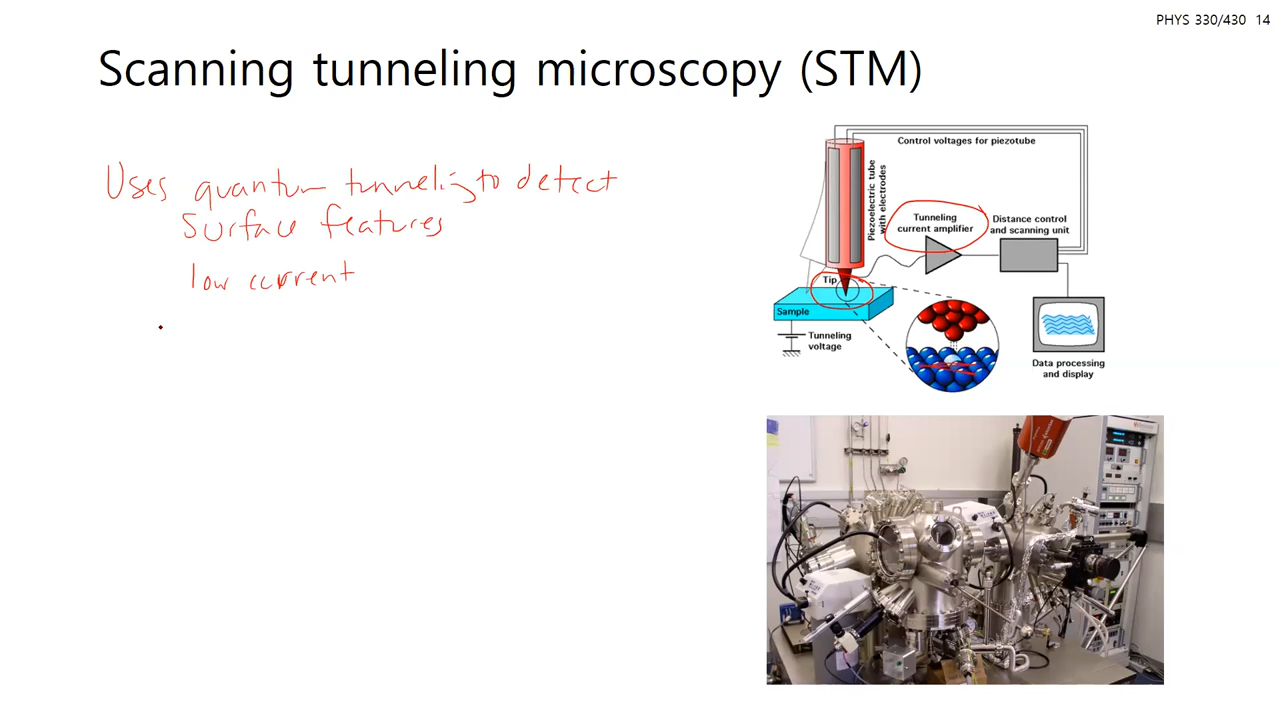 PHYS 330/430 14
Scanning tunneling microscopy (STM)
Uses quantum tunneling to detect
surface features
low current
Control voltages for piezotube
Piezoelectric tube
with electrodes
Tunneling
current amplifier
Distance control
and scanning unit
Tip
Sample
Tunneling
voltage
Data processing
and display